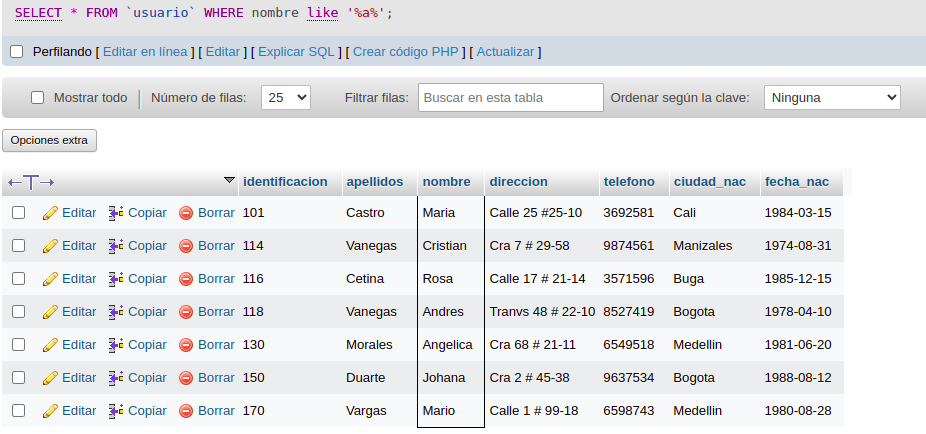 SELECT * FROM `usuario` WHERE nombre like '%a%';
Perfilando [ Editar en línea ] [ Editar ] [ Explicar SQL ] [ Crear código PHP ] [ Actualizar ]
Mostrar todo Número de filas: 25 Filtrar filas: Buscar en esta tabla Ordenar según la clave: Ninguna
Opciones extra
identificacion apellidos nombre direccion telefono ciudad_nac fecha_nac
Editar Copiar Borrar 101 Castro Maria Calle 25 #25-10 3692581 Cali 1984-03-15
Editar Copiar Borrar 114 Vanegas Cristian Cra 7 # 29-58 9874561 Manizales 1974-08-31
Editar Copiar Borrar 116 Cetina Rosa Calle 17 # 21-14 3571596 Buga 1985-12-15
Editar Copiar Borrar 118 Vanegas Andres Tranvs 48 # 22-10 8527419 Bogota 1978-04-10
Editar Copiar Borrar 130 Morales Angelica Cra 68 # 21-11 6549518 Medellin 1981-06-20
Editar Copiar Borrar 150 Duarte Johana Cra 2 # 45-38 9637534 Bogota 1988-08-12
Editar Copiar Borrar 170 Vargas Mario Calle 1 # 99-18 6598743 Medellin 1980-08-28